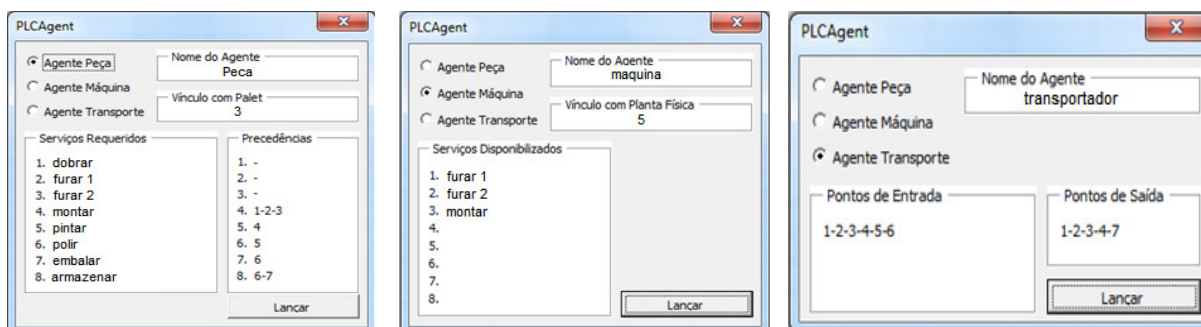 PLCAgent
Agente Peça
Agente Máquina
Agente Transporte
Nome do Agente
Peca
Vínculo com Palet
3
Serviços Requeridos
1. dobrar
2. furar 1
3. furar 2
4. montar
5. pintar
6. polir
7. embalar
8. armazenar
Precedências
1. -
2. -
3. -
4. 1-2-3
5. 4
6. 5
7. 6
8. 6-7
Lançar
PLCAgent
Agente Peça
Agente Máquina
Agente Transporte
Nome do Agente
maquina
Vínculo com Planta Física
5
Serviços Disponibilizados
1. furar 1
2. furar 2
3. montar
4.
5.
6.
7.
8.
Lançar
PLCAgent
Agente Peça
Agente Máquina
Agente Transporte
Nome do Agente
transportador
Pontos de Entrada
1-2-3-4-5-6
Pontos de Saída
1-2-3-4-7
Lançar